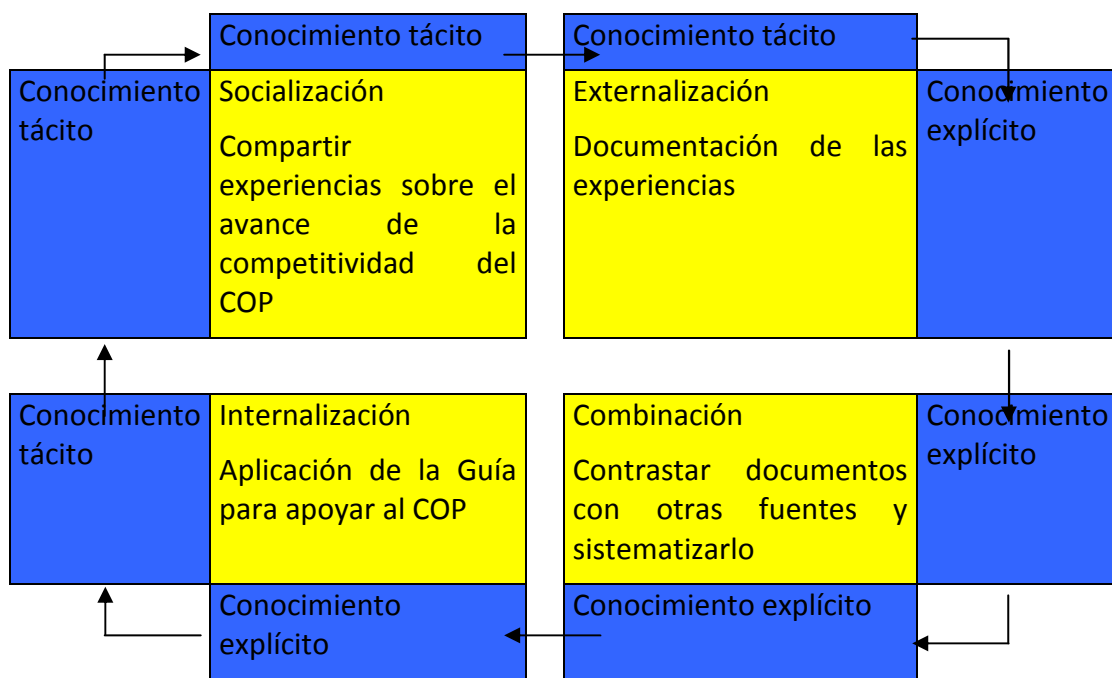 Conocimiento tácito
Conocimiento tácito
Conocimiento
tácito
Socialización
Compartir
experiencias sobre el
avance de la
competitividad del
COP
Externalización
Documentación de las
experiencias
Conocimiento
explícito
Conocimiento
tácito
Internalización
Aplicación de la Guía
para apoyar al COP
Combinación
Contrastar documentos
con otras fuentes y
sistematizarlo
Conocimiento
explícito
Conocimiento
explícito
Conocimiento explícito